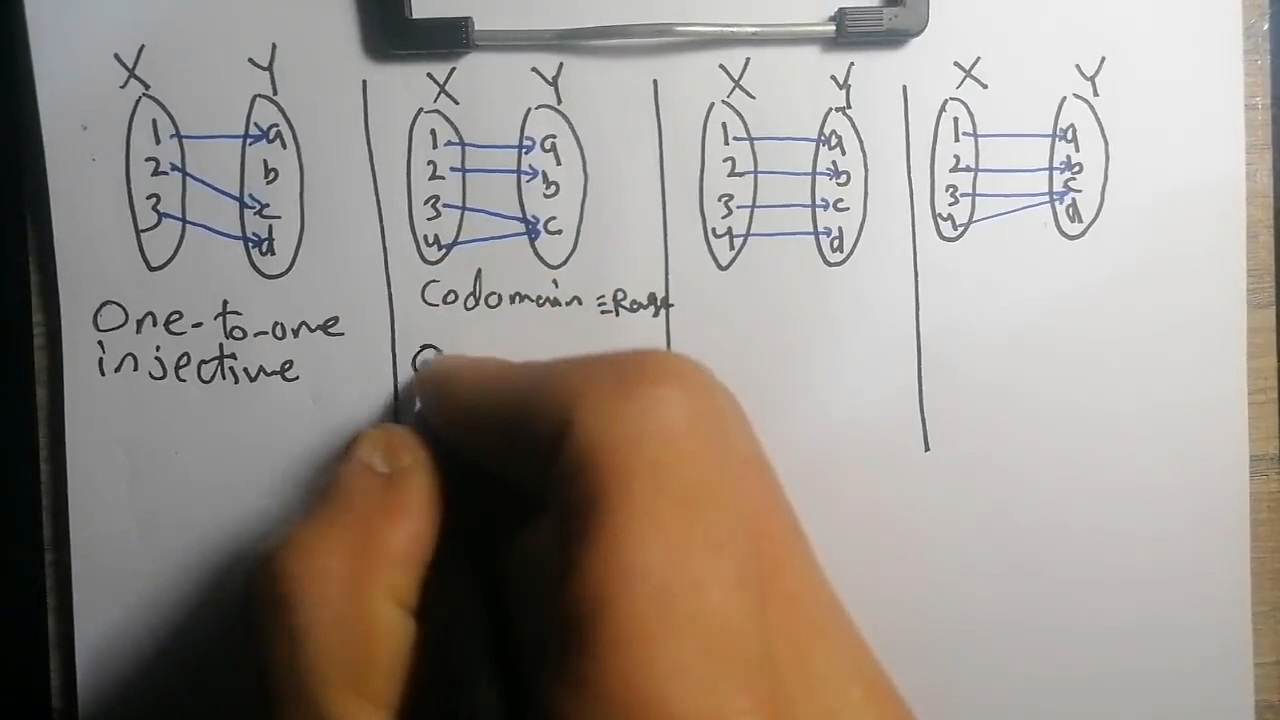 X Y
1 a
2 b
3 c
d
One-to-one
injective
X Y
1 a
2 b
3 c
4
Codomain ≡
O
X Y
1 a
2 b
3 c
4 d
X Y
1 a
2 b
3 c
4 d